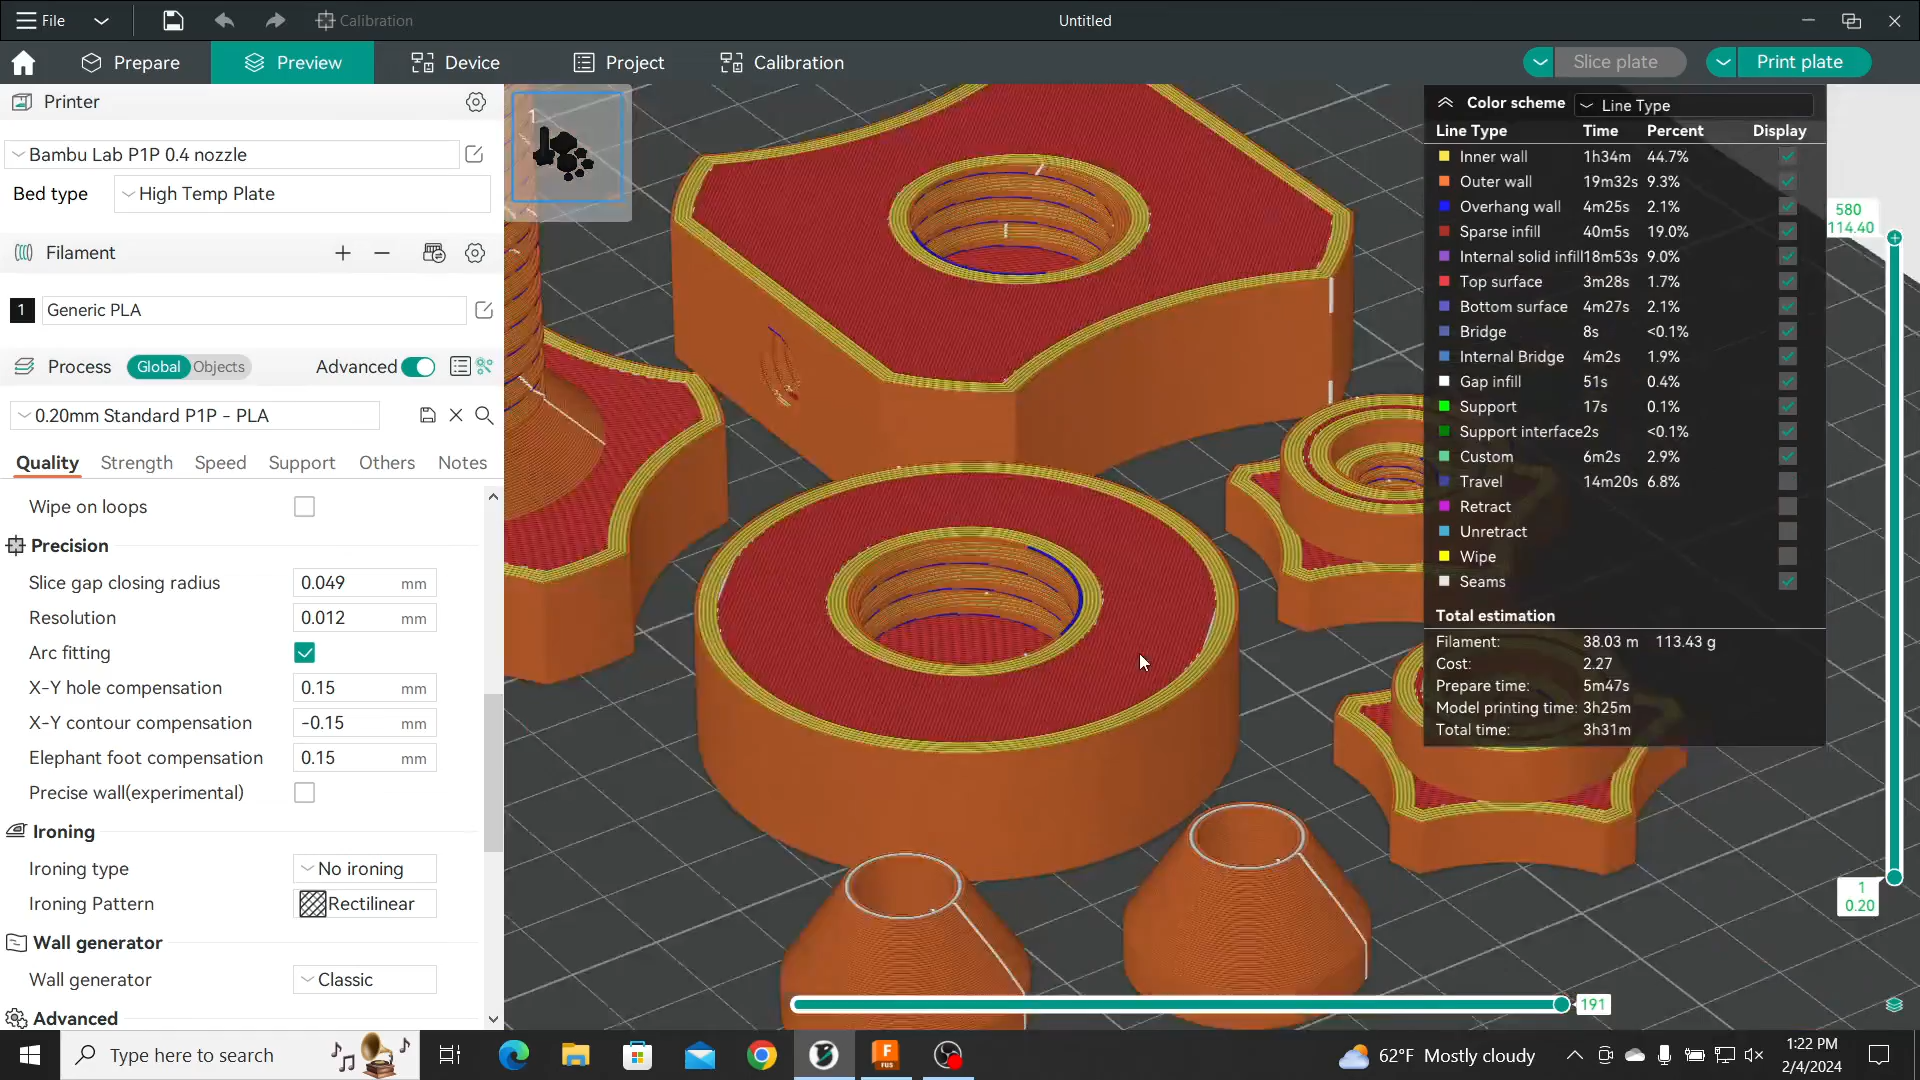 File
Calibration
Untitled
Prepare
Preview
Device
Project
Calibration
Slice plate
Print plate
Printer
Bambu Lab P1P 0.4 nozzle
Bed type
High Temp Plate
Filament
1 Generic PLA
Process Global Objects Advanced
0.20mm Standard P1P - PLA
Quality Strength Speed Support Others Notes
Wipe on loops
Precision
Slice gap closing radius 0.049 mm
Resolution 0.012 mm
Arc fitting
X-Y hole compensation 0.15 mm
X-Y contour compensation -0.15 mm
Elephant foot compensation 0.15 mm
Precise wall(experimental)
Ironing
Ironing type No ironing
Ironing Pattern Rectilinear
Wall generator
Wall generator Classic
Advanced
1
Color scheme Line Type
Line Type Time Percent Display
Inner wall 1h34m 44.7%
Outer wall 19m32s 9.3%
Overhang wall 4m25s 2.1%
Sparse infill 40m5s 19.0%
Internal solid infill 18m53s 9.0%
Top surface 3m28s 1.7%
Bottom surface 4m27s 2.1%
Bridge 8s <0.1%
Internal Bridge 4m2s 1.9%
Gap infill 51s 0.4%
Support 17s 0.1%
Support interface 2s <0.1%
Custom 6m2s 2.9%
Travel 14m20s 6.8%
Retract
Unretract
Wipe
Seams
Total estimation
Filament: 38.03 m 113.43 g
Cost: 2.27
Prepare time: 5m47s
Model printing time: 3h25m
Total time: 3h31m
580
114.40
1
0.20
191
Type here to search
FUS
62°F Mostly cloudy
1:22 PM
2/4/2024